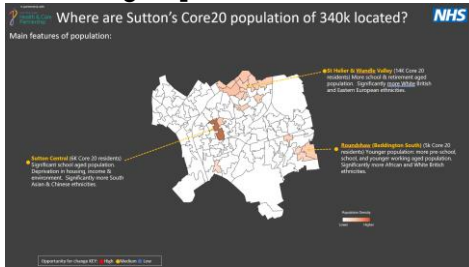 Health & Care
Partnership
Where are Sutton's Core20 population of 340k located?
NHS
Main features of population:
St Helier & Wandle Valley (14K Core 20
residents) More school & retirement aged
population. Significantly more White British
and Eastern European ethnicities.
Roundshaw (Beddington South) (5k Core 20
residents) Younger population: more pre-school,
school, and younger working aged population.
Significantly more African and White British
ethnicities.
Sutton Central (6K Core 20 residents)
Significant school aged population.
Deprivation in housing, income &
environment. Significantly more South
Asian & Chinese ethnicities
Population Density
Lower
Higher
Opportunity for change KEY: High Medium Low